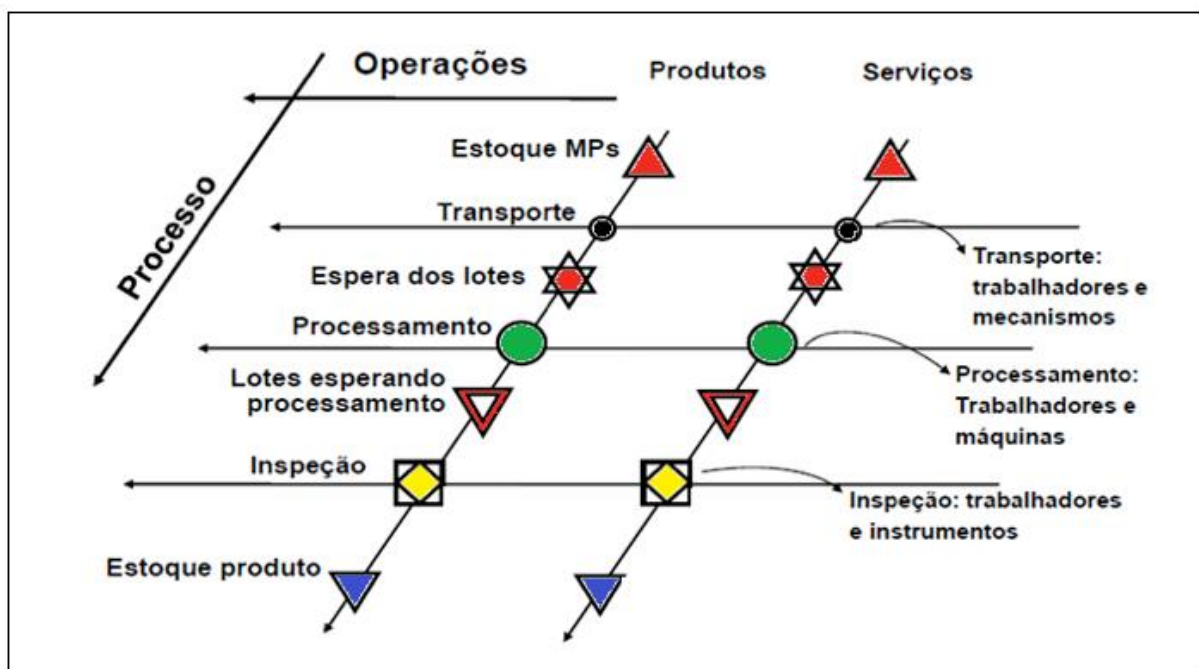 Operações
Produtos
Serviços
Processo
Estoque MPs
Transporte
Transporte:
trabalhadores e
mecanismos
Espera dos lotes
Processamento
Processamento:
Trabalhadores e
máquinas
Lotes esperando
processamento
Inspeção
Inspeção: trabalhadores
e instrumentos
Estoque produto